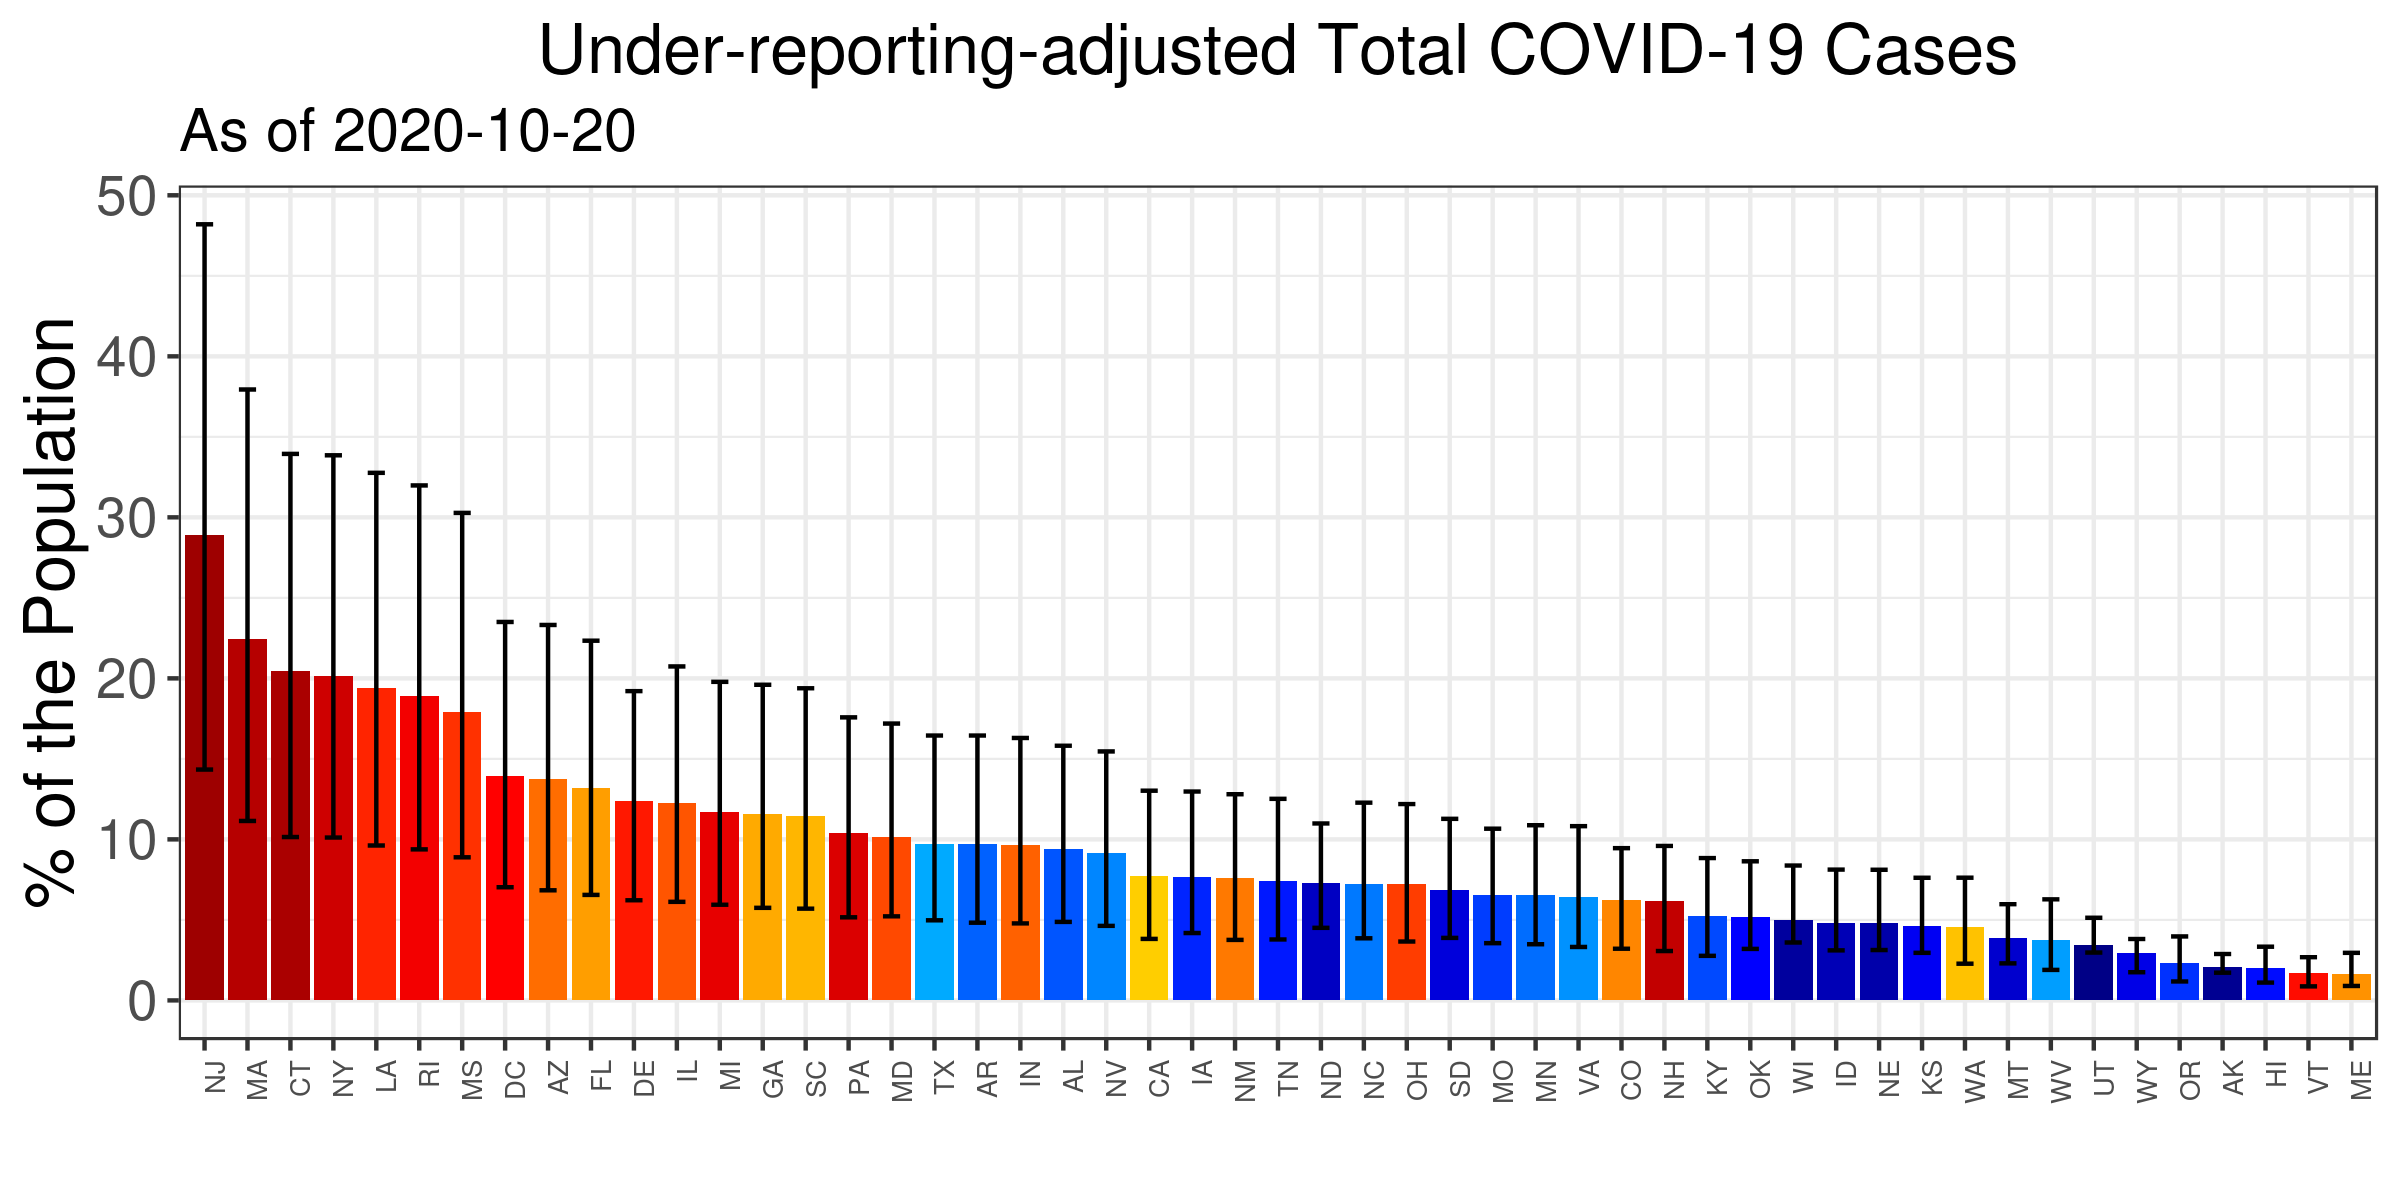 Under-reporting-adjusted Total COVID-19 Cases
As of 2020-10-20
% of the Population
50
40
30
20
10
0
NJ MA CT NY LA RI MS DC AZ FL DE IL MI GA SC PA MD TX AR IN AL NV CA IA NM TN ND NC OH SD MO MN VA CO NH KY OK WI ID NE KS WA MT WV UT WY OR AK HI VT ME